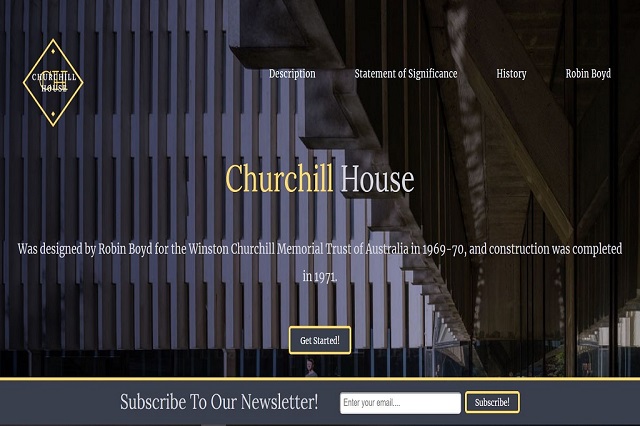 CHURCHILL
CH
HOUSE
Description
Statement of Significance
History
Robin Boyd
Churchill House
Was designed by Robin Boyd for the Winston Churchill Memorial Trust of Australia in 1969-70, and construction was completed
in 1971.
Get Started!
Subscribe To Our Newsletter!
Enter your email....
Subscribe!